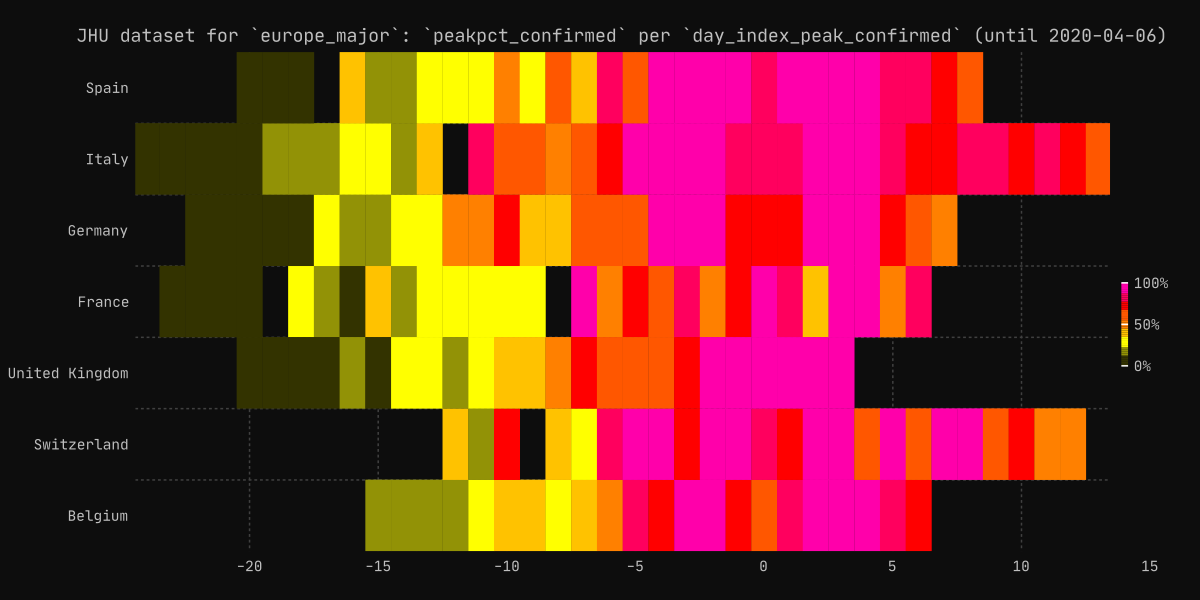 JHU dataset for `europe_major`: `peakpct_confirmed` per `day_index_peak_confirmed` (until 2020-04-06)
Spain
Italy
Germany
France
United Kingdom
Switzerland
Belgium
100%
50%
0%
-20 -15 -10 -5 0 5 10 15